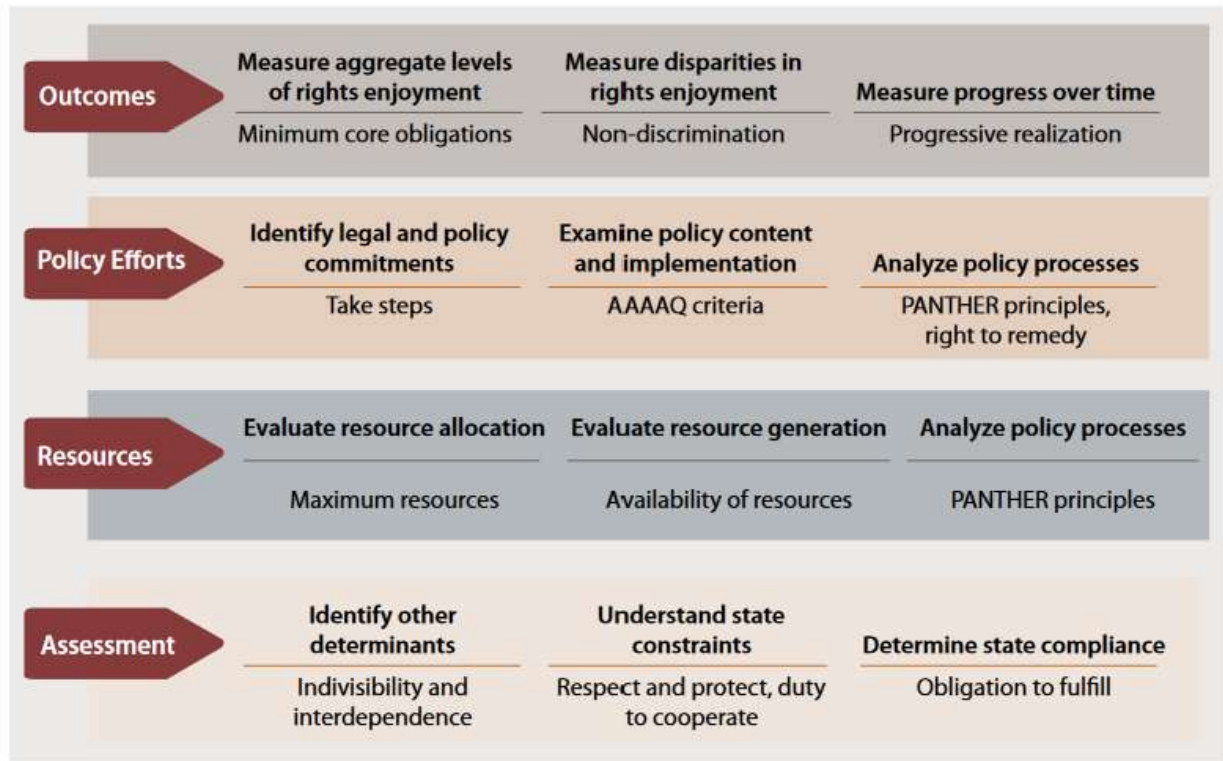 Outcomes
Measure aggregate levels
of rights enjoyment
Minimum core obligations
Measure disparities in
rights enjoyment
Non-discrimination
Measure progress over time
Progressive realization
Policy Efforts
Identify legal and policy
commitments
Take steps
Examine policy content
and implementation
AAAAQ criteria
Analyze policy processes
PANTHER principles,
right to remedy
Resources
Evaluate resource allocation
Maximum resources
Evaluate resource generation
Availability of resources
Analyze policy processes
PANTHER principles
Assessment
Identify other
determinants
Indivisibility and
interdependence
Understand state
constraints
Respect and protect, duty
to cooperate
Determine state compliance
Obligation to fulfill